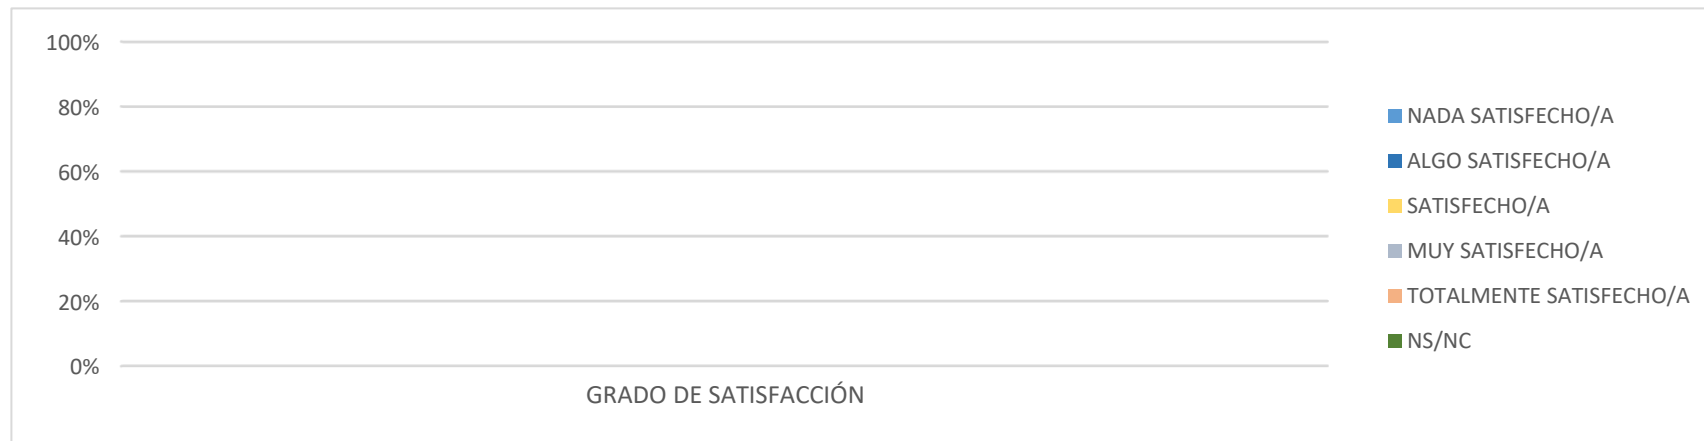 100%
80%
60%
40%
20%
0%
GRADO DE SATISFACCIÓN
NADA SATISFECHO/A
ALGO SATISFECHO/A
SATISFECHO/A
MUY SATISFECHO/A
TOTALMENTE SATISFECHO/A
NS/NC